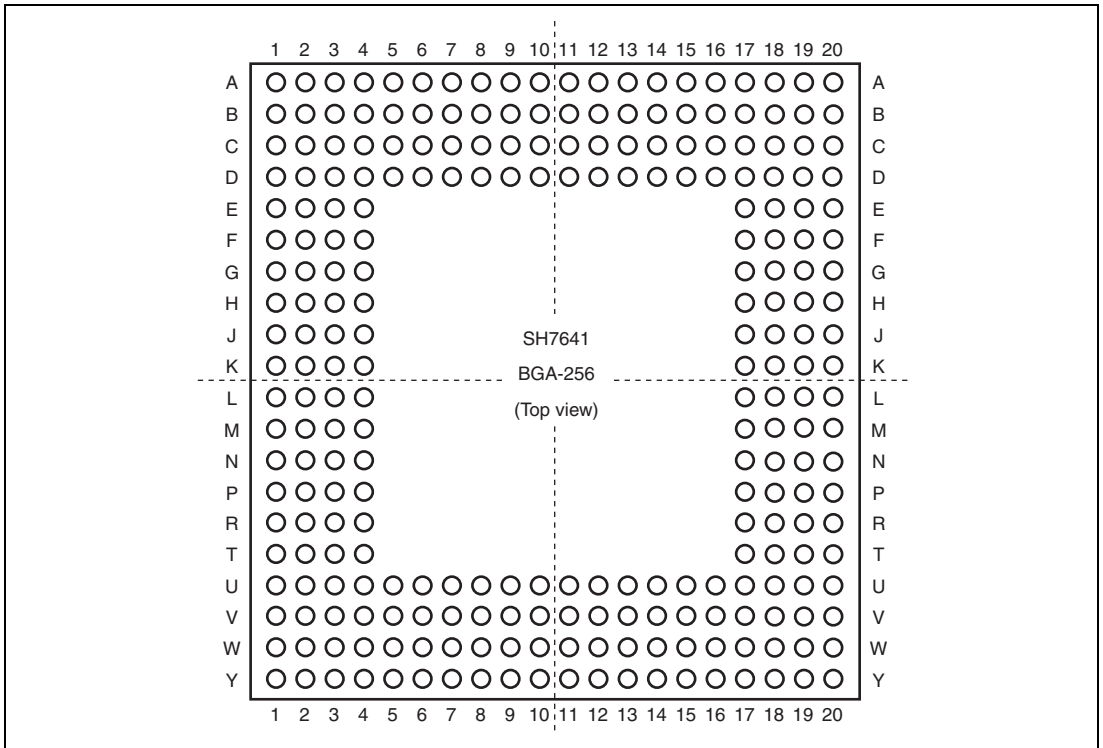 1 2 3 4 5 6 7 8 9 10 11 12 13 14 15 16 17 18 19 20
A A
B B
C C
D D
E E
F F
G G
H H
J J
SH7641
K K
BGA-256
L L
(Top view)
M M
N N
P P
R R
T T
U U
V V
W W
Y Y
1 2 3 4 5 6 7 8 9 10 11 12 13 14 15 16 17 18 19 20